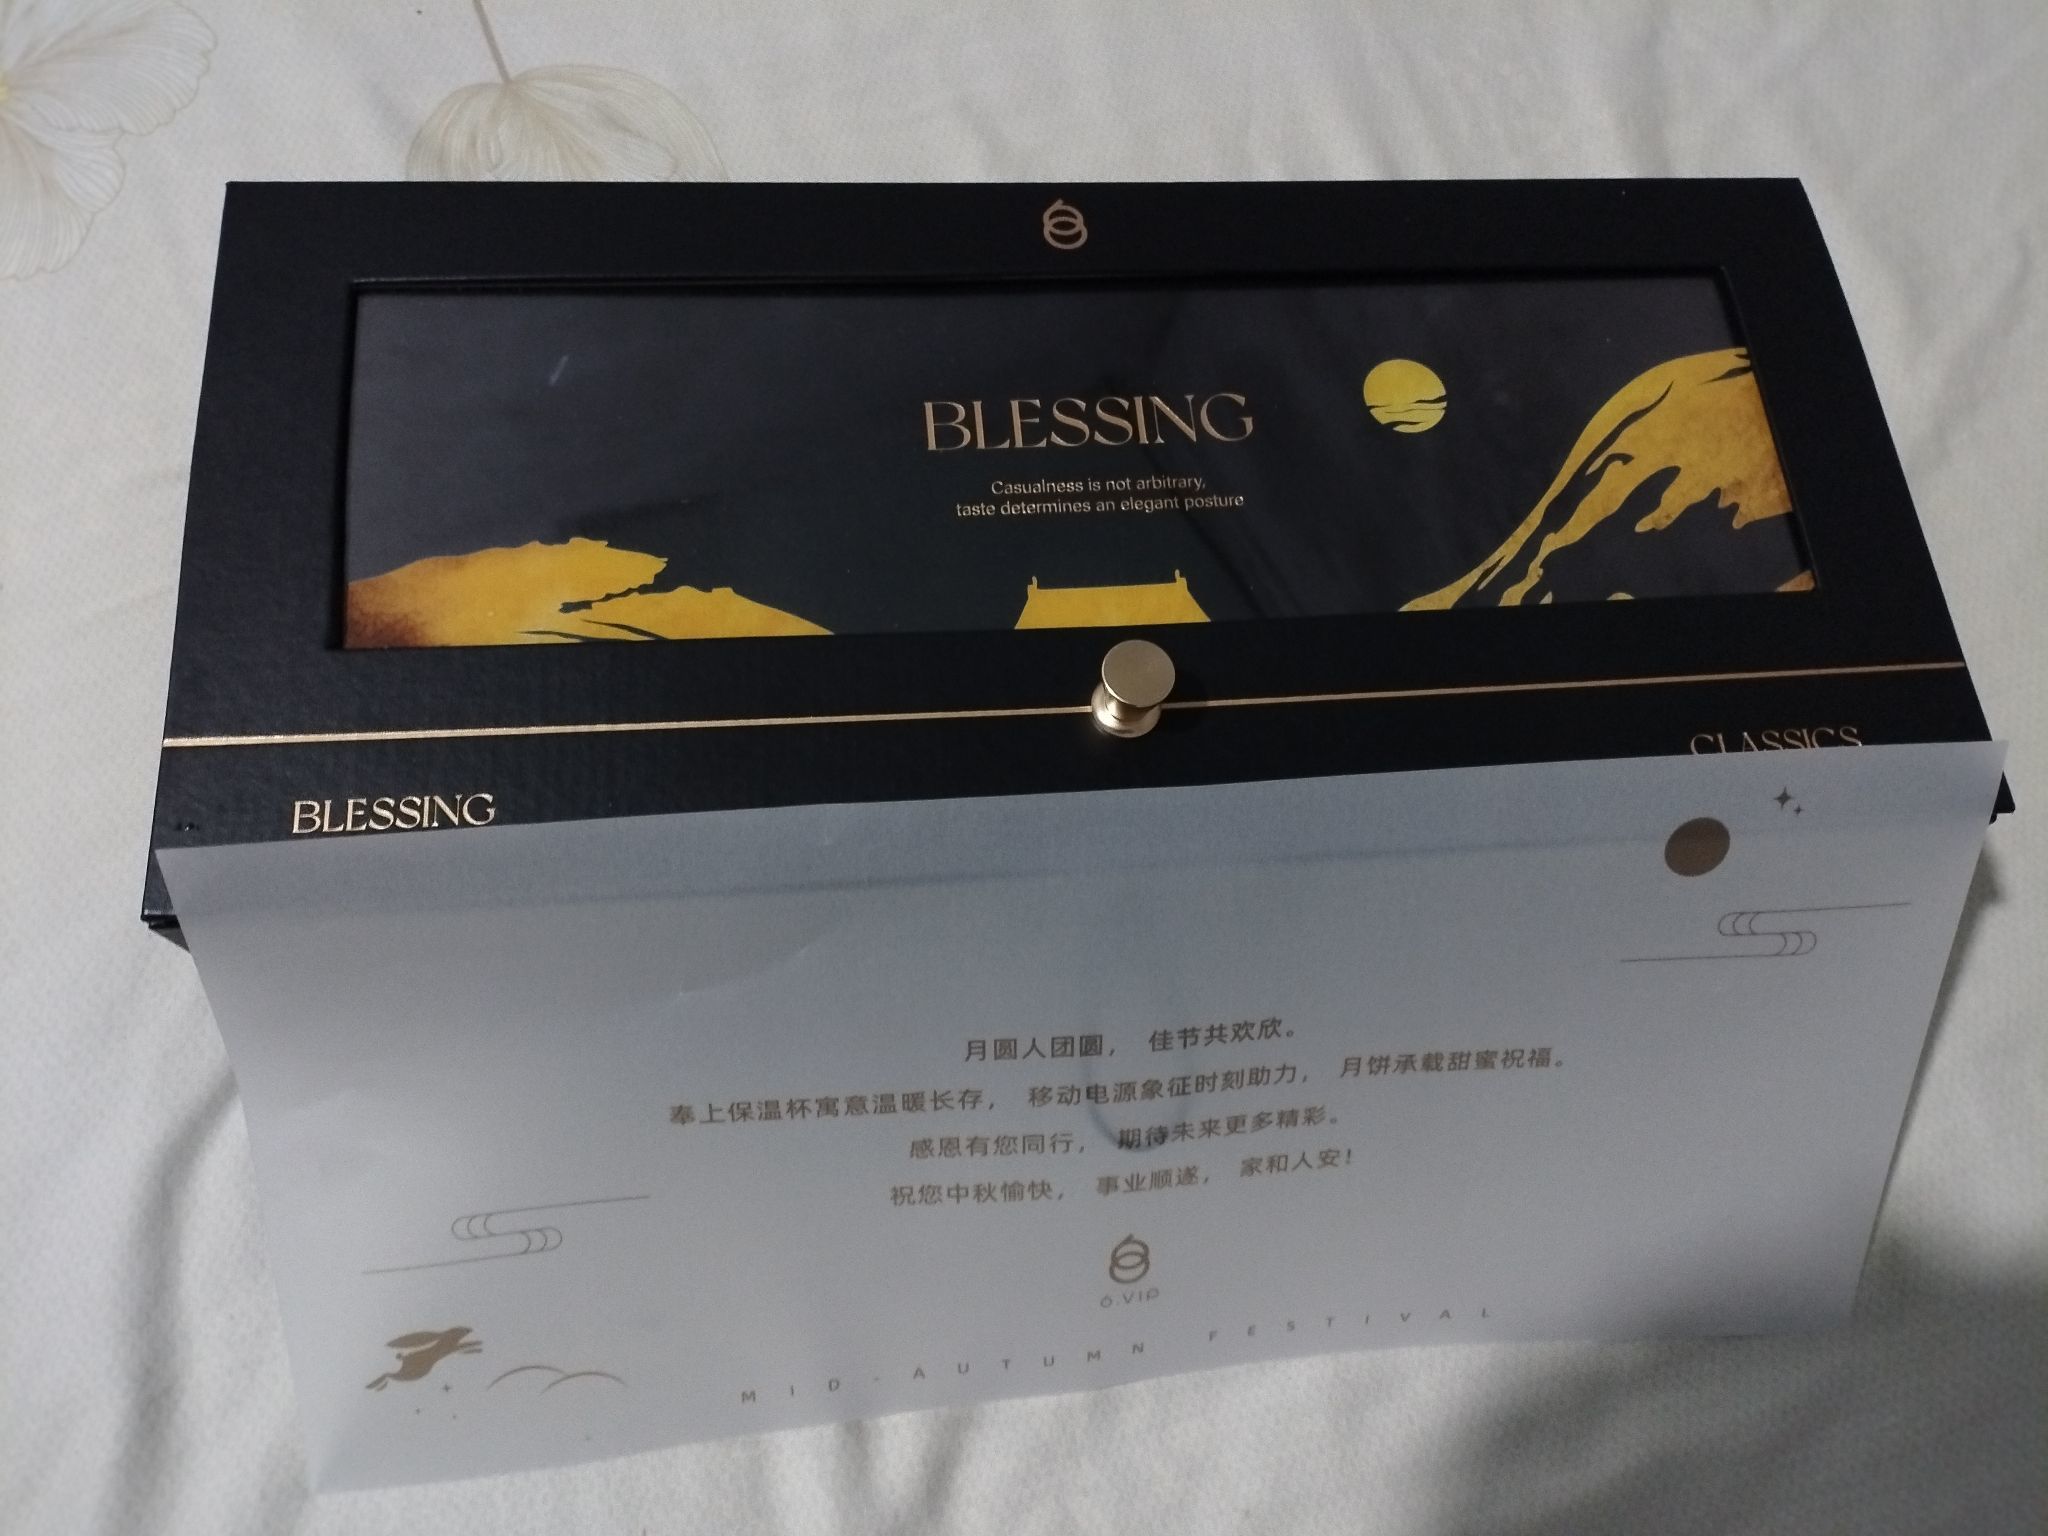 BLESSING
Casualness is not arbitrary,
taste determines an elegant posture
CLASSICS
BLESSING
月圆人团圆， 佳节共欢欣。
奉上保温杯寓意温暖长存， 移动电源象征时刻助力， 月饼承载甜蜜祝福。
感恩有您同行， 期待未来更多精彩。
祝您中秋愉快， 事业顺遂， 家和人安！
6.VIP
MID-AUTUMN FESTIVAL